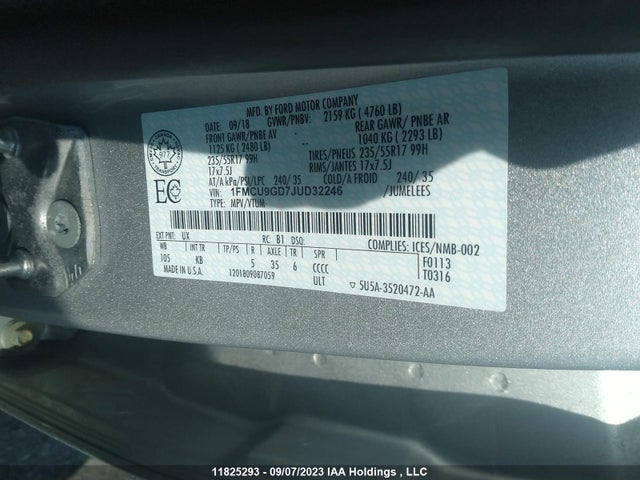 MFD. BY FORD MOTOR COMPANY
DATE: 09/18 GVWR/PNBV: 2159 KG ( 4760 LB)
FRONT GAWR/ PNBE AV REAR GAWR/ PNBE AR
1125 KG ( 2480 LB) 1040 KG ( 2293 LB)
235/55R17 99H TIRES/PNEUS 235/55R17 99H
17x7.5J RIMS/JANTES 17x7.5J
AT/A kPa/PSI/LPC 240/ 35 COLD/A FROID 240/ 35
VIN: 1FMCU9GD7JUD32246 /JUMELEES
TYPE: MPV/VTUM
EC
EXT PNT: UX RC: B1 DSO: COMPLIES: ICES/NMB-002
WB INT TR TP/PS R AXLE TR SPR F0113
105 KB 5 35 6 CCCC T0316
MADE IN U.S.A. 1201809087059 ULT ▽ SU5A-3520472-AA
11825293 - 09/07/2023 IAA Holdings , LLC